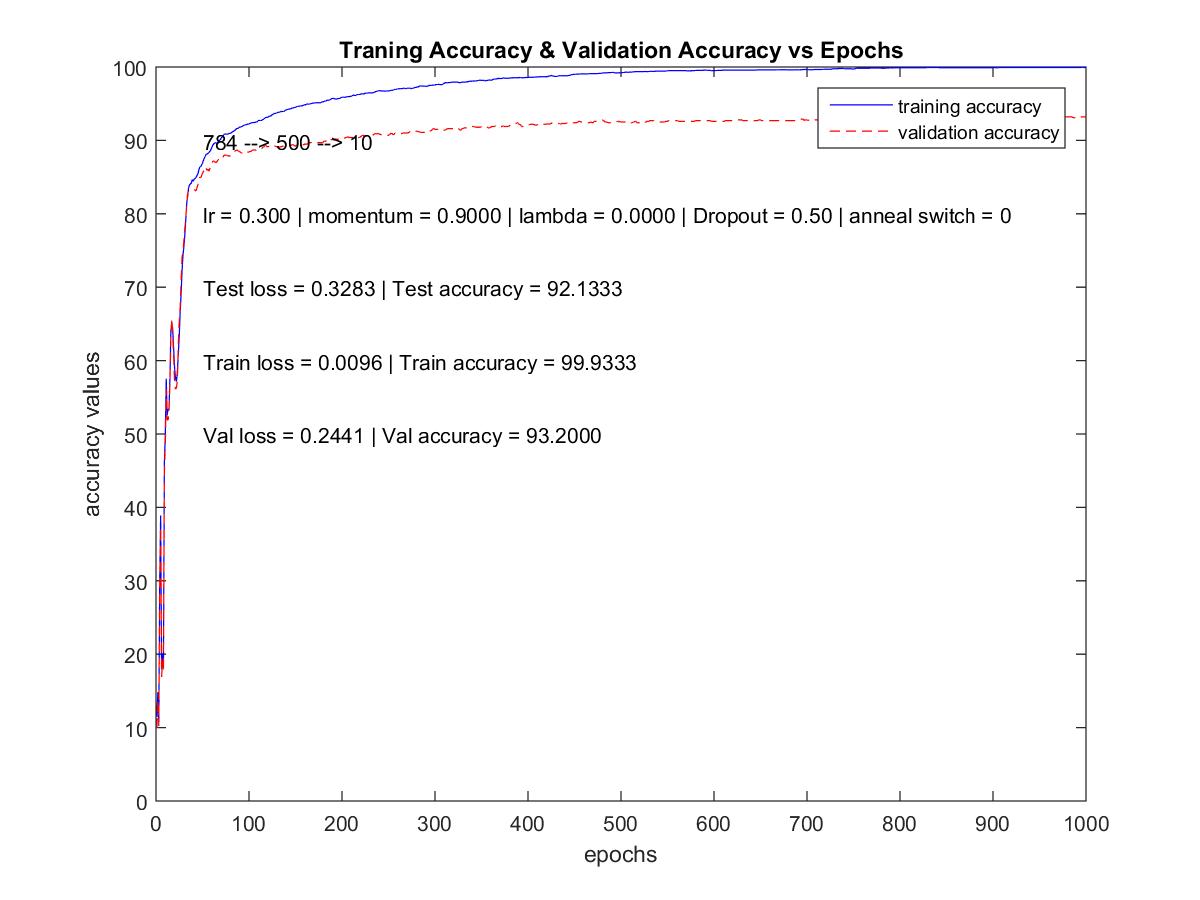 Traning Accuracy & Validation Accuracy vs Epochs
100
90
80
70
60
50
40
30
20
10
0
accuracy values
training accuracy
validation accuracy
784 --> 500 --> 10
lr = 0.300 | momentum = 0.9000 | lambda = 0.0000 | Dropout = 0.50 | anneal switch = 0
Test loss = 0.3283 | Test accuracy = 92.1333
Train loss = 0.0096 | Train accuracy = 99.9333
Val loss = 0.2441 | Val accuracy = 93.2000
0 100 200 300 400 500 600 700 800 900 1000
epochs